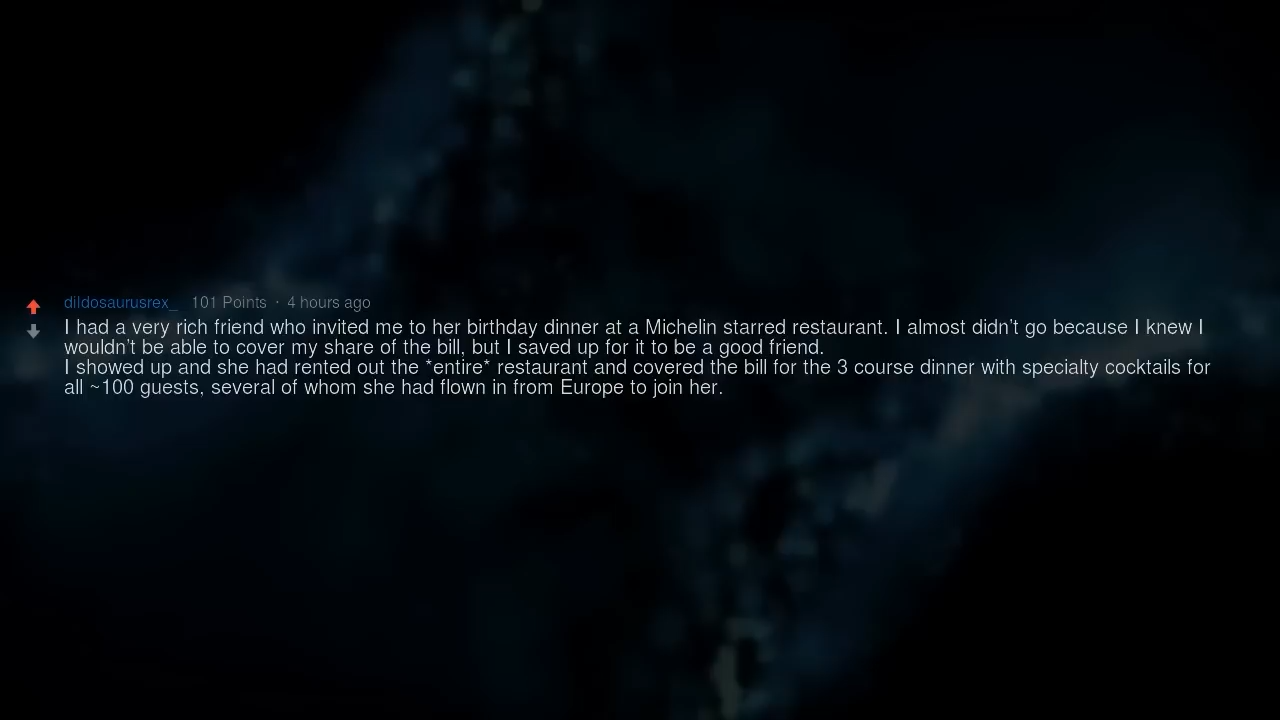 dildosaurusrex_ 101 Points · 4 hours ago
I had a very rich friend who invited me to her birthday dinner at a Michelin starred restaurant. I almost didn't go because I knew I
wouldn't be able to cover my share of the bill, but I saved up for it to be a good friend.
I showed up and she had rented out the *entire* restaurant and covered the bill for the 3 course dinner with specialty cocktails for
all ~100 guests, several of whom she had flown in from Europe to join her.